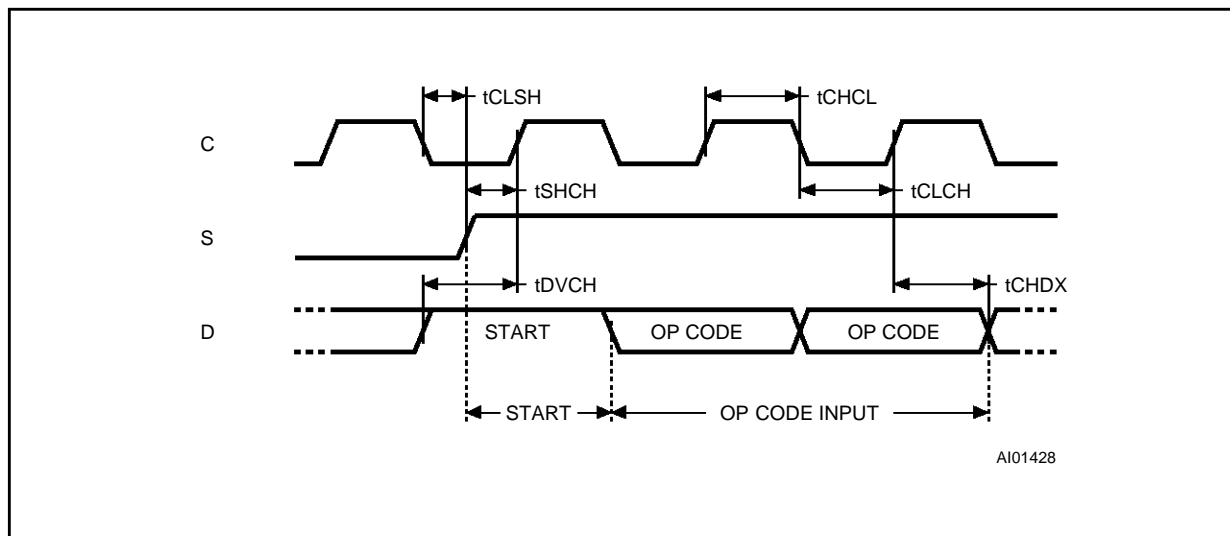 tCLSH
tCHCL
C
tSHCH
tCLCH
S
tDVCH
tCHDX
D
START
OP CODE
OP CODE
START
OP CODE INPUT
AI01428